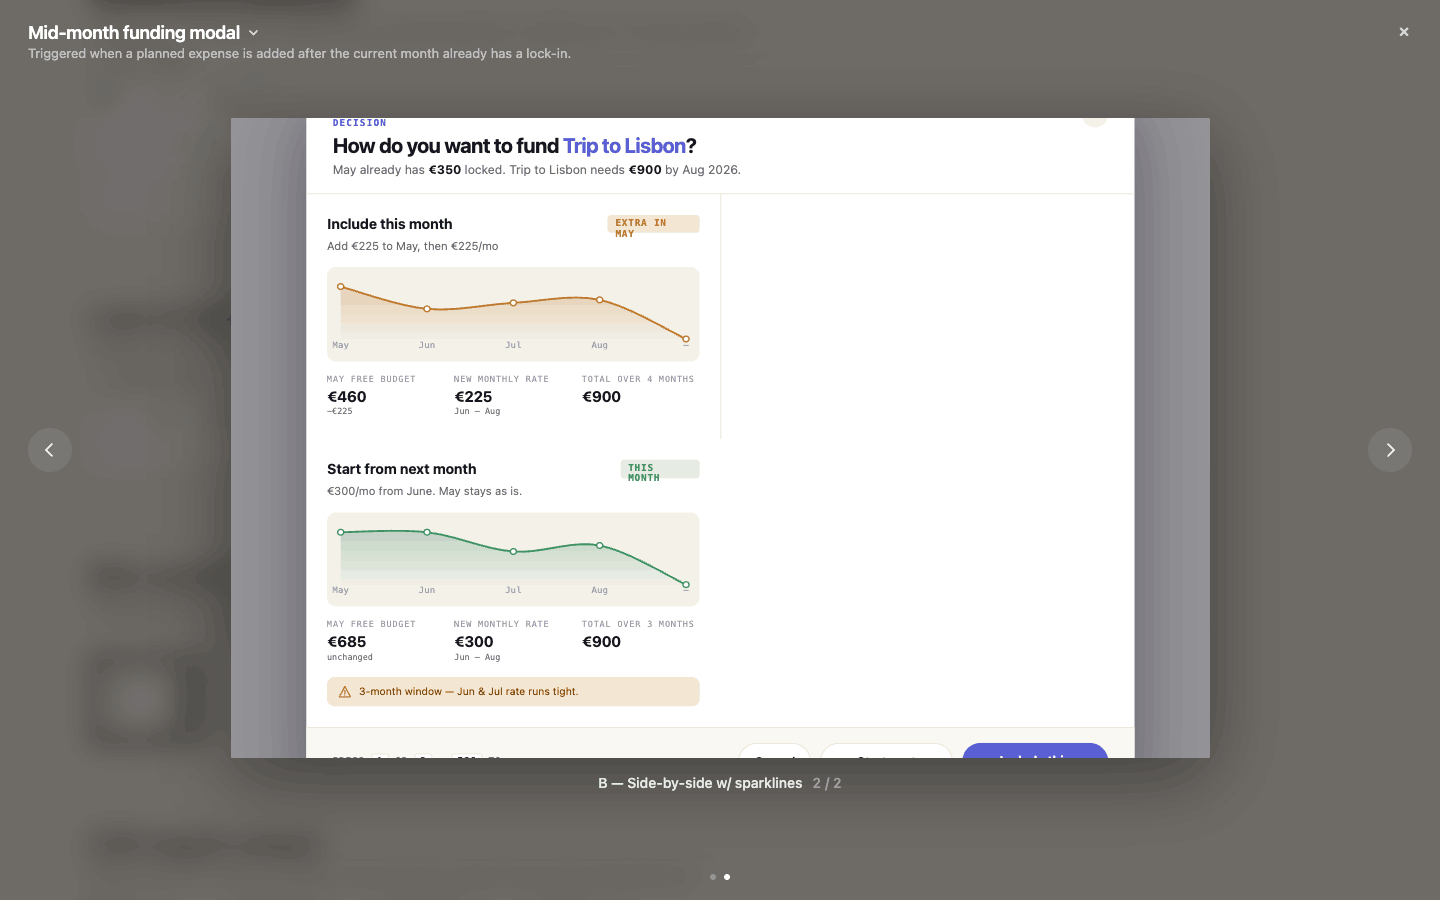 Mid-month funding modal
Triggered when a planned expense is added after the current month already has a lock-in.
DECISION
How do you want to fund Trip to Lisbon?
May already has €350 locked. Trip to Lisbon needs €900 by Aug 2026.
Include this month
EXTRA IN
MAY
Add €225 to May, then €225/mo
May Jun Jul Aug —
MAY FREE BUDGET NEW MONTHLY RATE TOTAL OVER 4 MONTHS
€460 €225 €900
−€225 Jun – Aug
Start from next month
THIS
MONTH
€300/mo from June. May stays as is.
May Jun Jul Aug —
MAY FREE BUDGET NEW MONTHLY RATE TOTAL OVER 3 MONTHS
€685 €300 €900
unchanged Jun – Aug
3-month window — Jun & Jul rate runs tight.
B — Side-by-side w/ sparklines 2 / 2